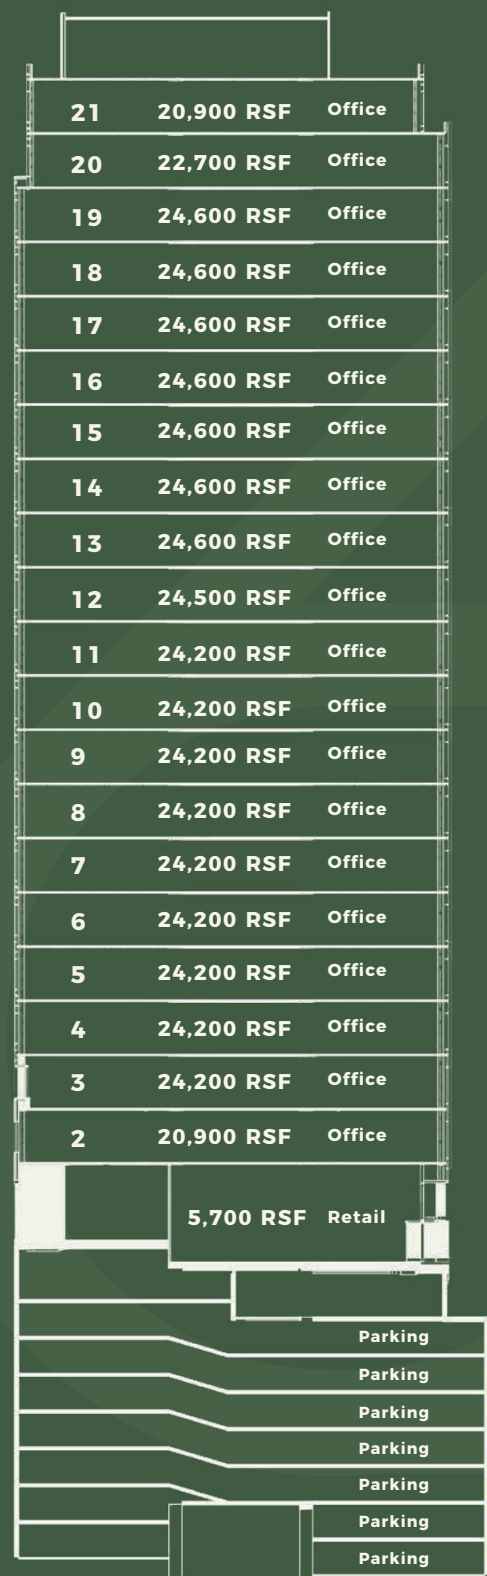 21 20,900 RSF Office
20 22,700 RSF Office
19 24,600 RSF Office
18 24,600 RSF Office
17 24,600 RSF Office
16 24,600 RSF Office
15 24,600 RSF Office
14 24,600 RSF Office
13 24,600 RSF Office
12 24,500 RSF Office
11 24,200 RSF Office
10 24,200 RSF Office
9 24,200 RSF Office
8 24,200 RSF Office
7 24,200 RSF Office
6 24,200 RSF Office
5 24,200 RSF Office
4 24,200 RSF Office
3 24,200 RSF Office
2 20,900 RSF Office
5,700 RSF Retail
Parking
Parking
Parking
Parking
Parking
Parking
Parking